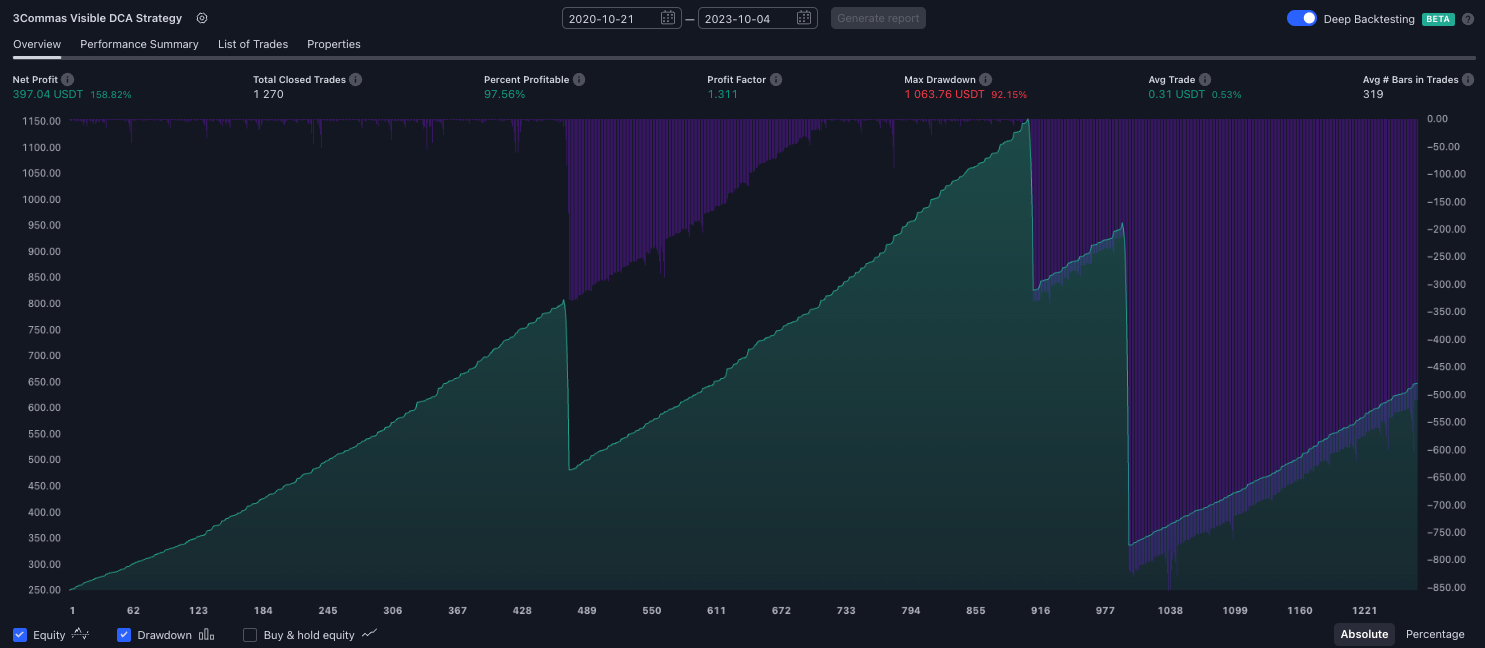 3Commas Visible DCA Strategy
2020-10-21 — 2023-10-04 Generate report
Deep Backtesting BETA ?
Overview Performance Summary List of Trades Properties
Net Profit Total Closed Trades Percent Profitable Profit Factor Max Drawdown Avg Trade Avg # Bars in Trades
397.04 USDT 158.82% 1 270 97.56% 1.311 1 063.76 USDT 92.15% 0.31 USDT 0.53% 319
1150.00 0.00
1100.00 −50.00
1050.00 −100.00
1000.00 −150.00
950.00 −200.00
900.00 −250.00
850.00 −300.00
800.00 −350.00
750.00 −400.00
700.00 −450.00
650.00 −500.00
600.00 −550.00
550.00 −600.00
500.00 −650.00
450.00 −700.00
400.00 −750.00
350.00 −800.00
300.00 −850.00
250.00
1 62 123 184 245 306 367 428 489 550 611 672 733 794 855 916 977 1038 1099 1160 1221
Equity Drawdown Buy & hold equity Absolute Percentage